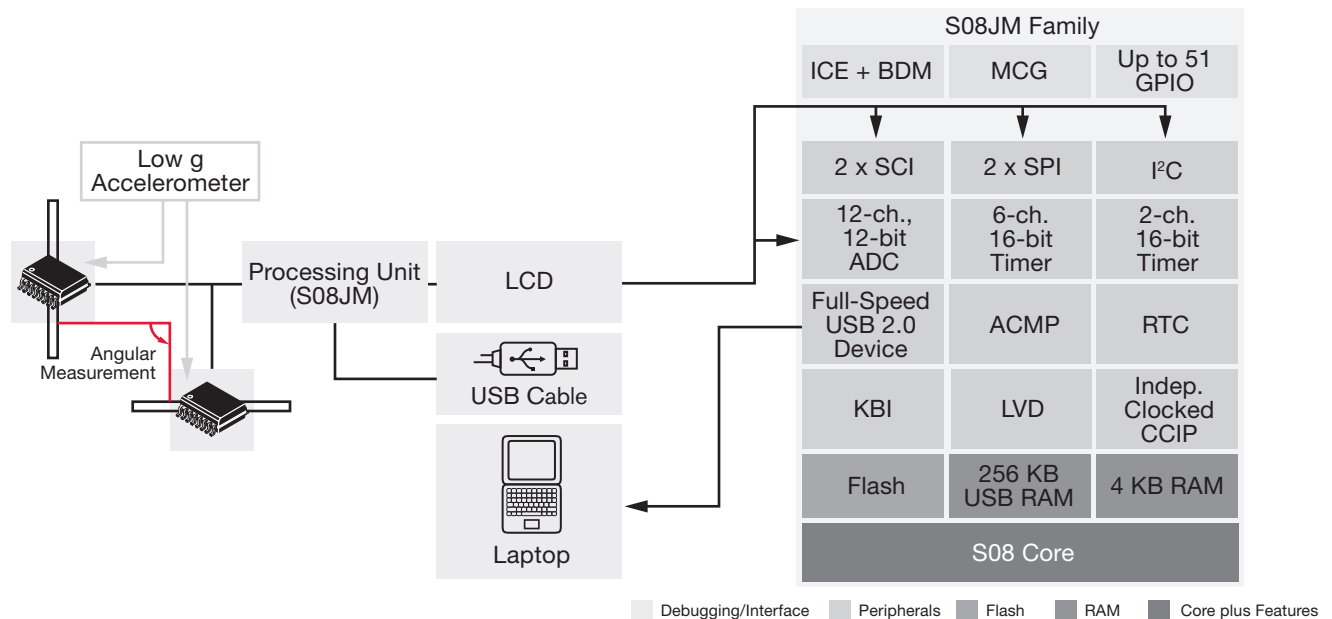 S08JM Family
ICE + BDM
MCG
Up to 51
GPIO
Low g
Accelerometer
2 x SCI
2 x SPI
I²C
12-ch.,
12-bit
ADC
6-ch.
16-bit
Timer
2-ch.
16-bit
Timer
Processing Unit
(S08JM)
LCD
Full-Speed
USB 2.0
Device
ACMP
RTC
Angular
Measurement
USB Cable
KBI
LVD
Indep.
Clocked
CCIP
Flash
256 KB
USB RAM
4 KB RAM
Laptop
S08 Core
Debugging/Interface
Peripherals
Flash
RAM
Core plus Features